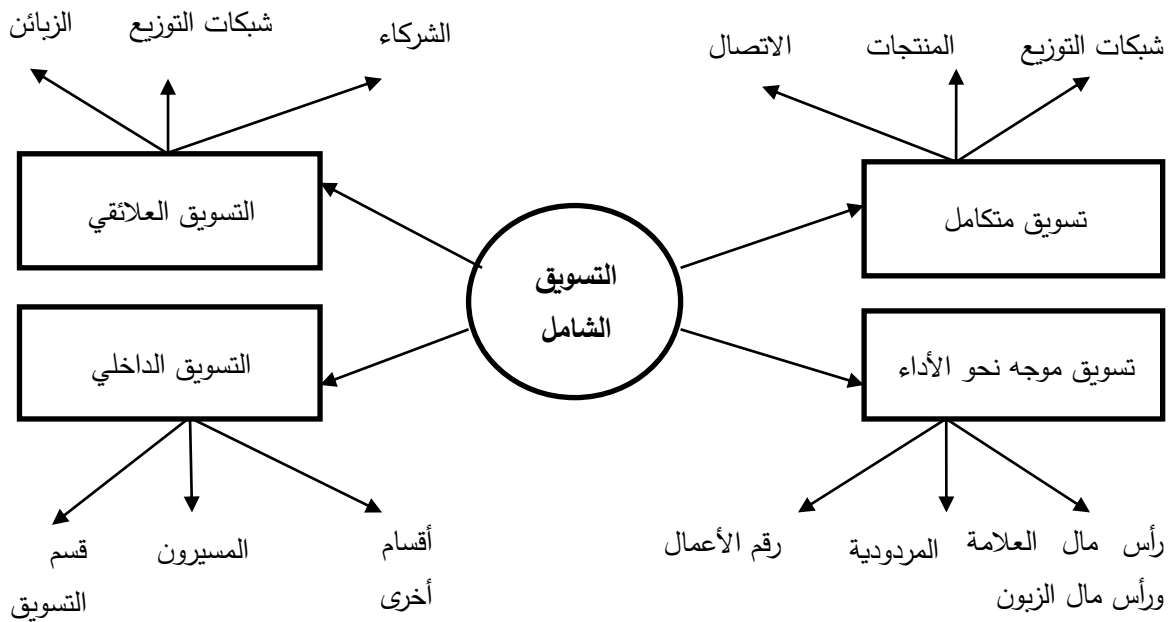 شبكات التوزيع
المنتجات
الاتصال
الشركاء
شبكات التوزيع
الزبائن
تسويق متكامل
التسويق العلائقي
التسويق
الشامل
تسويق موجه نحو الأداء
التسويق الداخلي
رأس مال العلامة
ورأس مال الزبون
المردودية
رقم الأعمال
أقسام
أخرى
المسيرون
قسم
التسويق